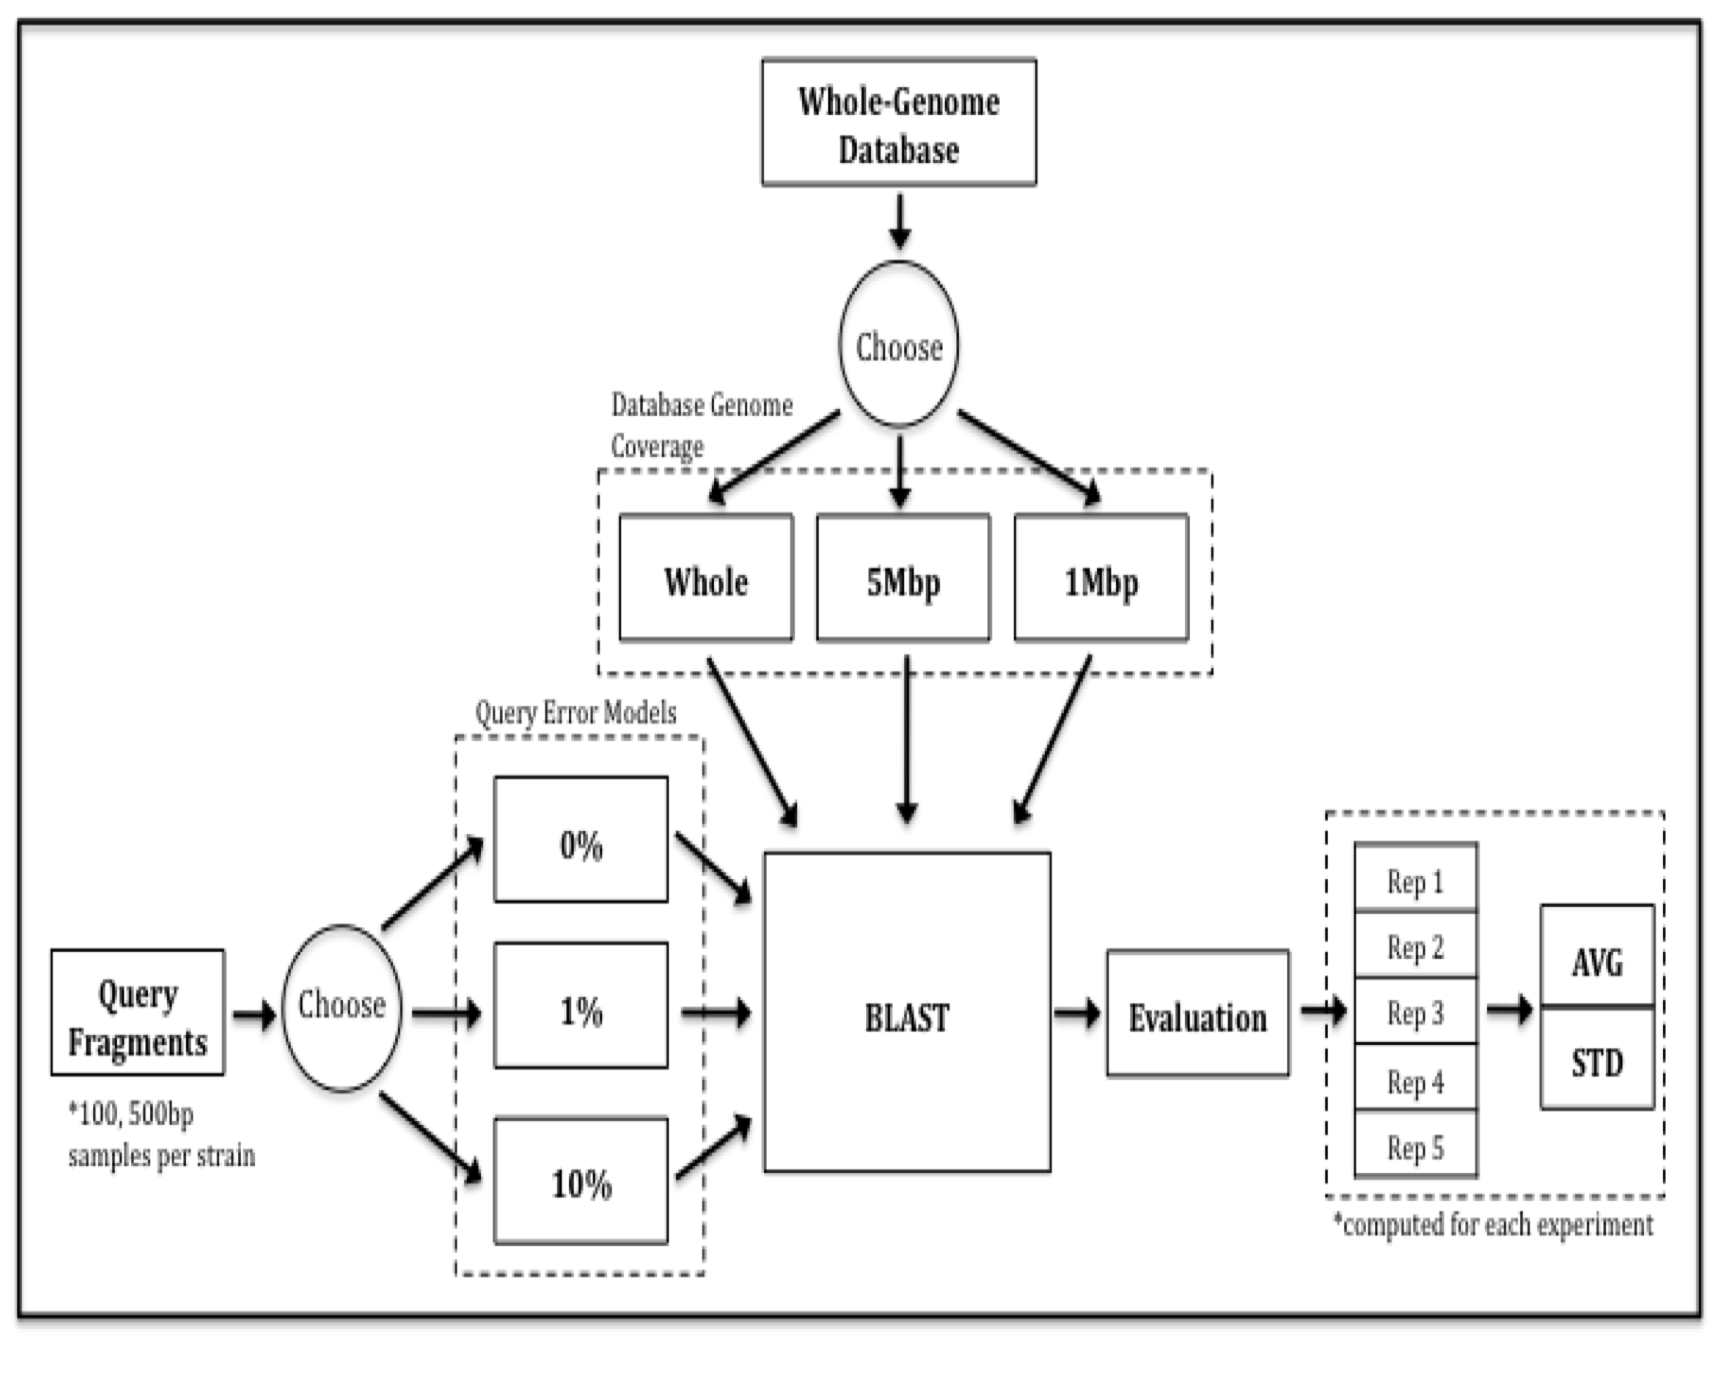 Whole-Genome
Database
Choose
Database Genome
Coverage
Whole
5Mbp
1Mbp
Query Error Models
0%
1%
10%
Query
Fragments
Choose
*100, 500bp
samples per strain
BLAST
Evaluation
Rep 1
Rep 2
Rep 3
Rep 4
Rep 5
AVG
STD
*computed for each experiment